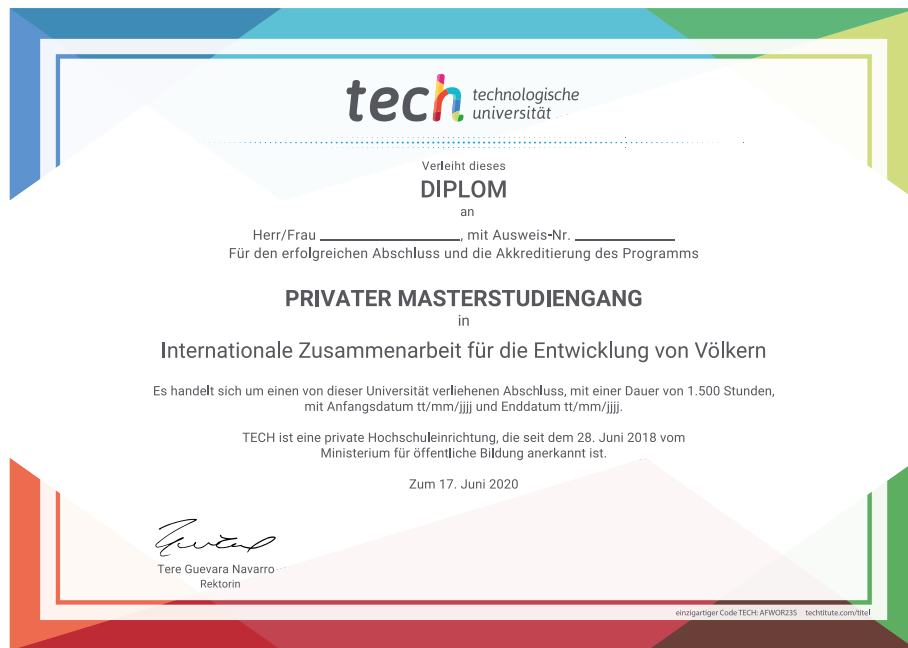 tech technologische
universität
Verleiht dieses
DIPLOM
an
Herr/Frau ____________________, mit Ausweis-Nr. ______________
Für den erfolgreichen Abschluss und die Akkreditierung des Programms
PRIVATER MASTERSTUDIENGANG
in
Internationale Zusammenarbeit für die Entwicklung von Völkern
Es handelt sich um einen von dieser Universität verliehenen Abschluss, mit einer Dauer von 1.500 Stunden,
mit Anfangsdatum tt/mm/jjjj und Enddatum tt/mm/jjjj.
TECH ist eine private Hochschuleinrichtung, die seit dem 28. Juni 2018 vom
Ministerium für öffentliche Bildung anerkannt ist.
Zum 17. Juni 2020
Tere Guevara Navarro
Rektorin
einzigartiger Code TECH: AFWOR23S techtitute.com/titel